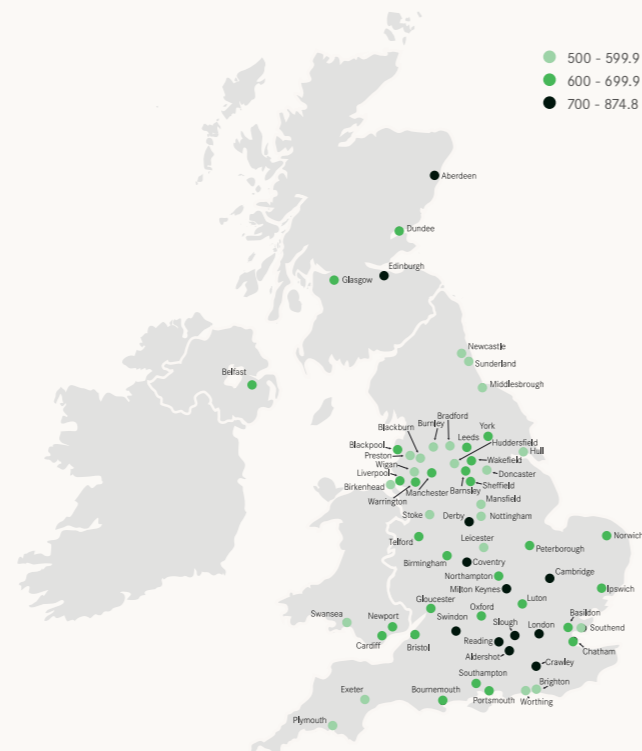 500 - 599.9
600 - 699.9
700 - 874.8
Aberdeen
Dundee
Edinburgh
Glasgow
Newcastle
Sunderland
Belfast
Middlesbrough
Bradford
Burnley
Blackburn
York
Leeds
Huddersfield
Blackpool
Preston
Hull
Wakefield
Wigan
Liverpool
Doncaster
Birkenhead
Sheffield
Manchester
Barnsley
Warrington
Mansfield
Stoke
Derby
Nottingham
Telford
Norwich
Leicester
Peterborough
Birmingham
Coventry
Northampton
Cambridge
Milton Keynes
Ipswich
Gloucester
Luton
Oxford
Basildon
Swansea
Newport
Swindon
Slough
London
Southend
Reading
Cardiff
Bristol
Chatham
Aldershot
Crawley
Southampton
Brighton
Exeter
Bournemouth
Portsmouth
Worthing
Plymouth